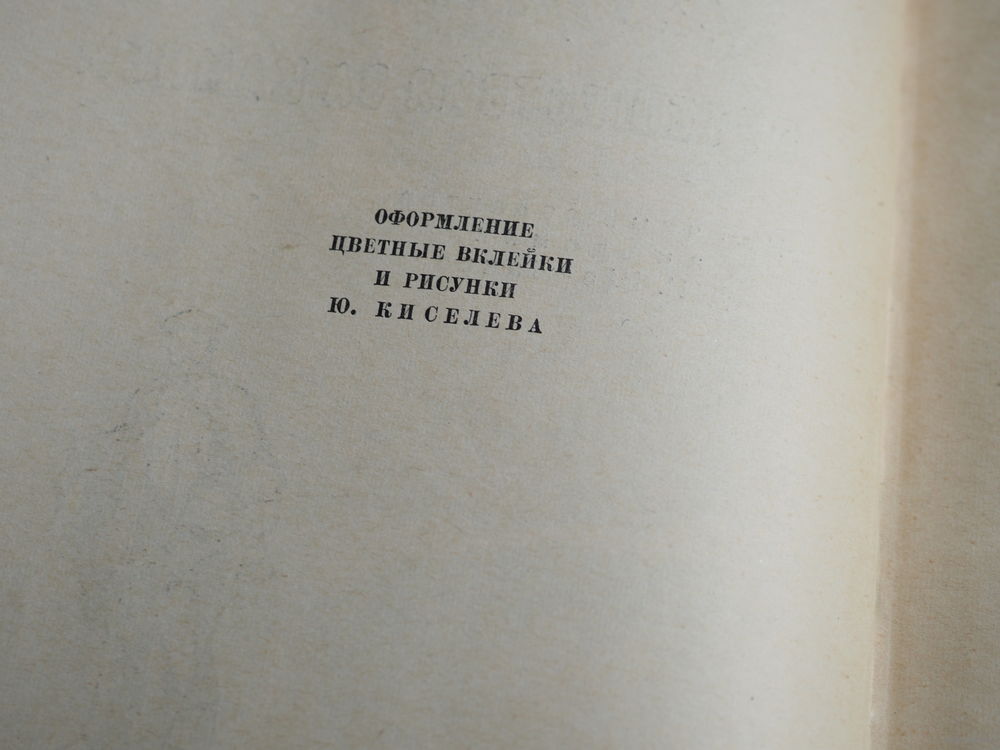 ОФОРМЛЕНИЕ
ЦВЕТНЫЕ ВКЛЕЙКИ
И РИСУНКИ
Ю. КИСЕЛЕВА